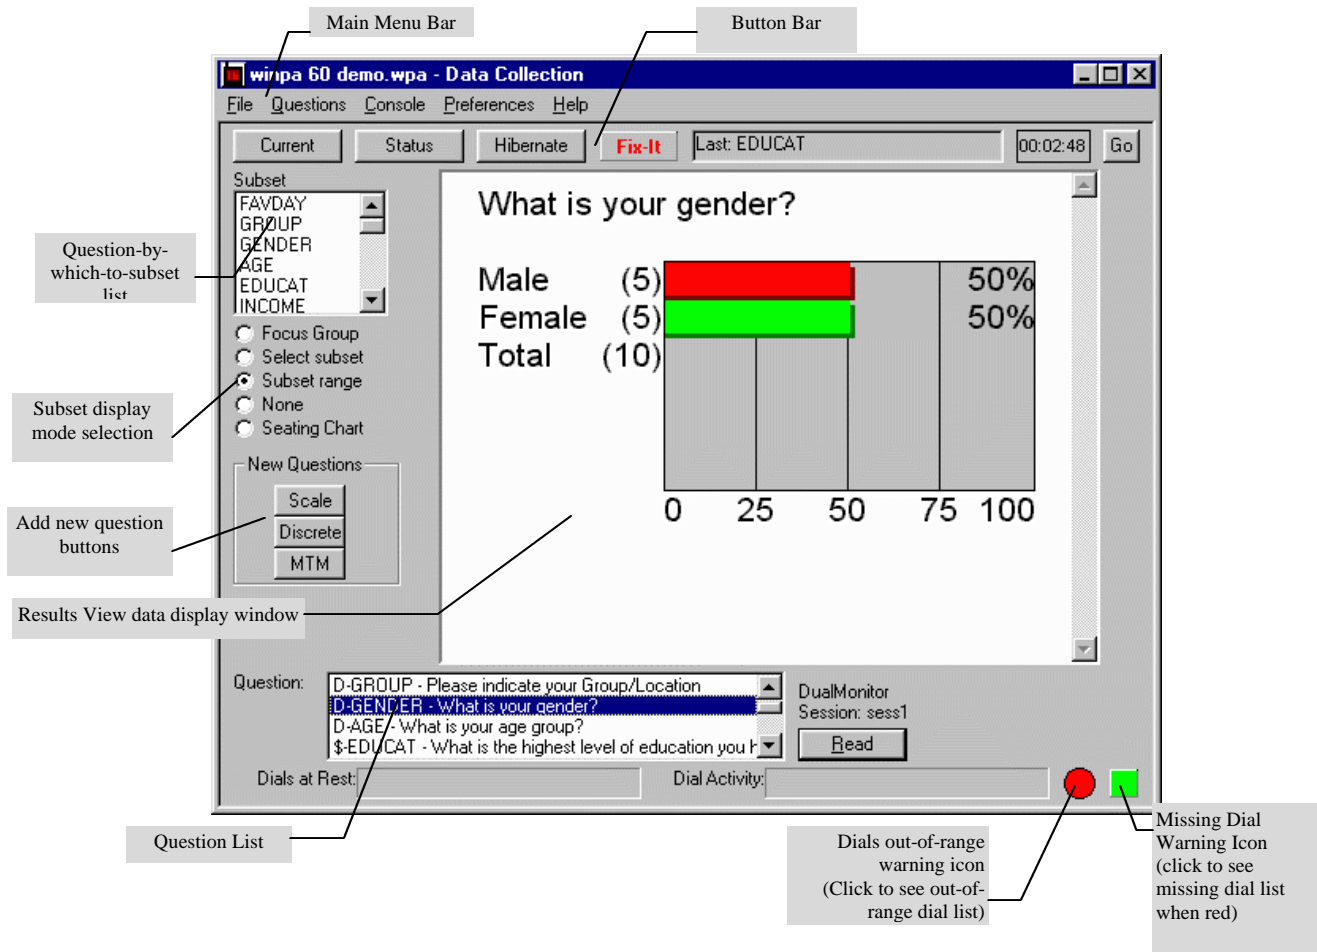 Main Menu Bar
Button Bar
winpa 60 demo.wpa - Data Collection
File Questions Console Preferences Help
Current Status Hibernate Fix-It Last: EDUCAT 00:02:48 Go
Subset
FAVDAY
GROUP
GENDER
AGE
EDUCAT
INCOME
Question-by-
which-to-subset
list
Focus Group
Select subset
Subset range
None
Seating Chart
Subset display
mode selection
New Questions
Scale
Discrete
MTM
Add new question
buttons
What is your gender?
Male (5) 50%
Female (5) 50%
Total (10)
0 25 50 75 100
Results View data display window
Question:
D-GROUP - Please indicate your Group/Location
D-GENDER - What is your gender?
D-AGE - What is your age group?
$-EDUCAT - What is the highest level of education you h
DualMonitor
Session: sess1
Read
Dials at Rest:
Dial Activity:
Question List
Dials out-of-range
warning icon
(Click to see out-of-
range dial list)
Missing Dial
Warning Icon
(click to see
missing dial list
when red)